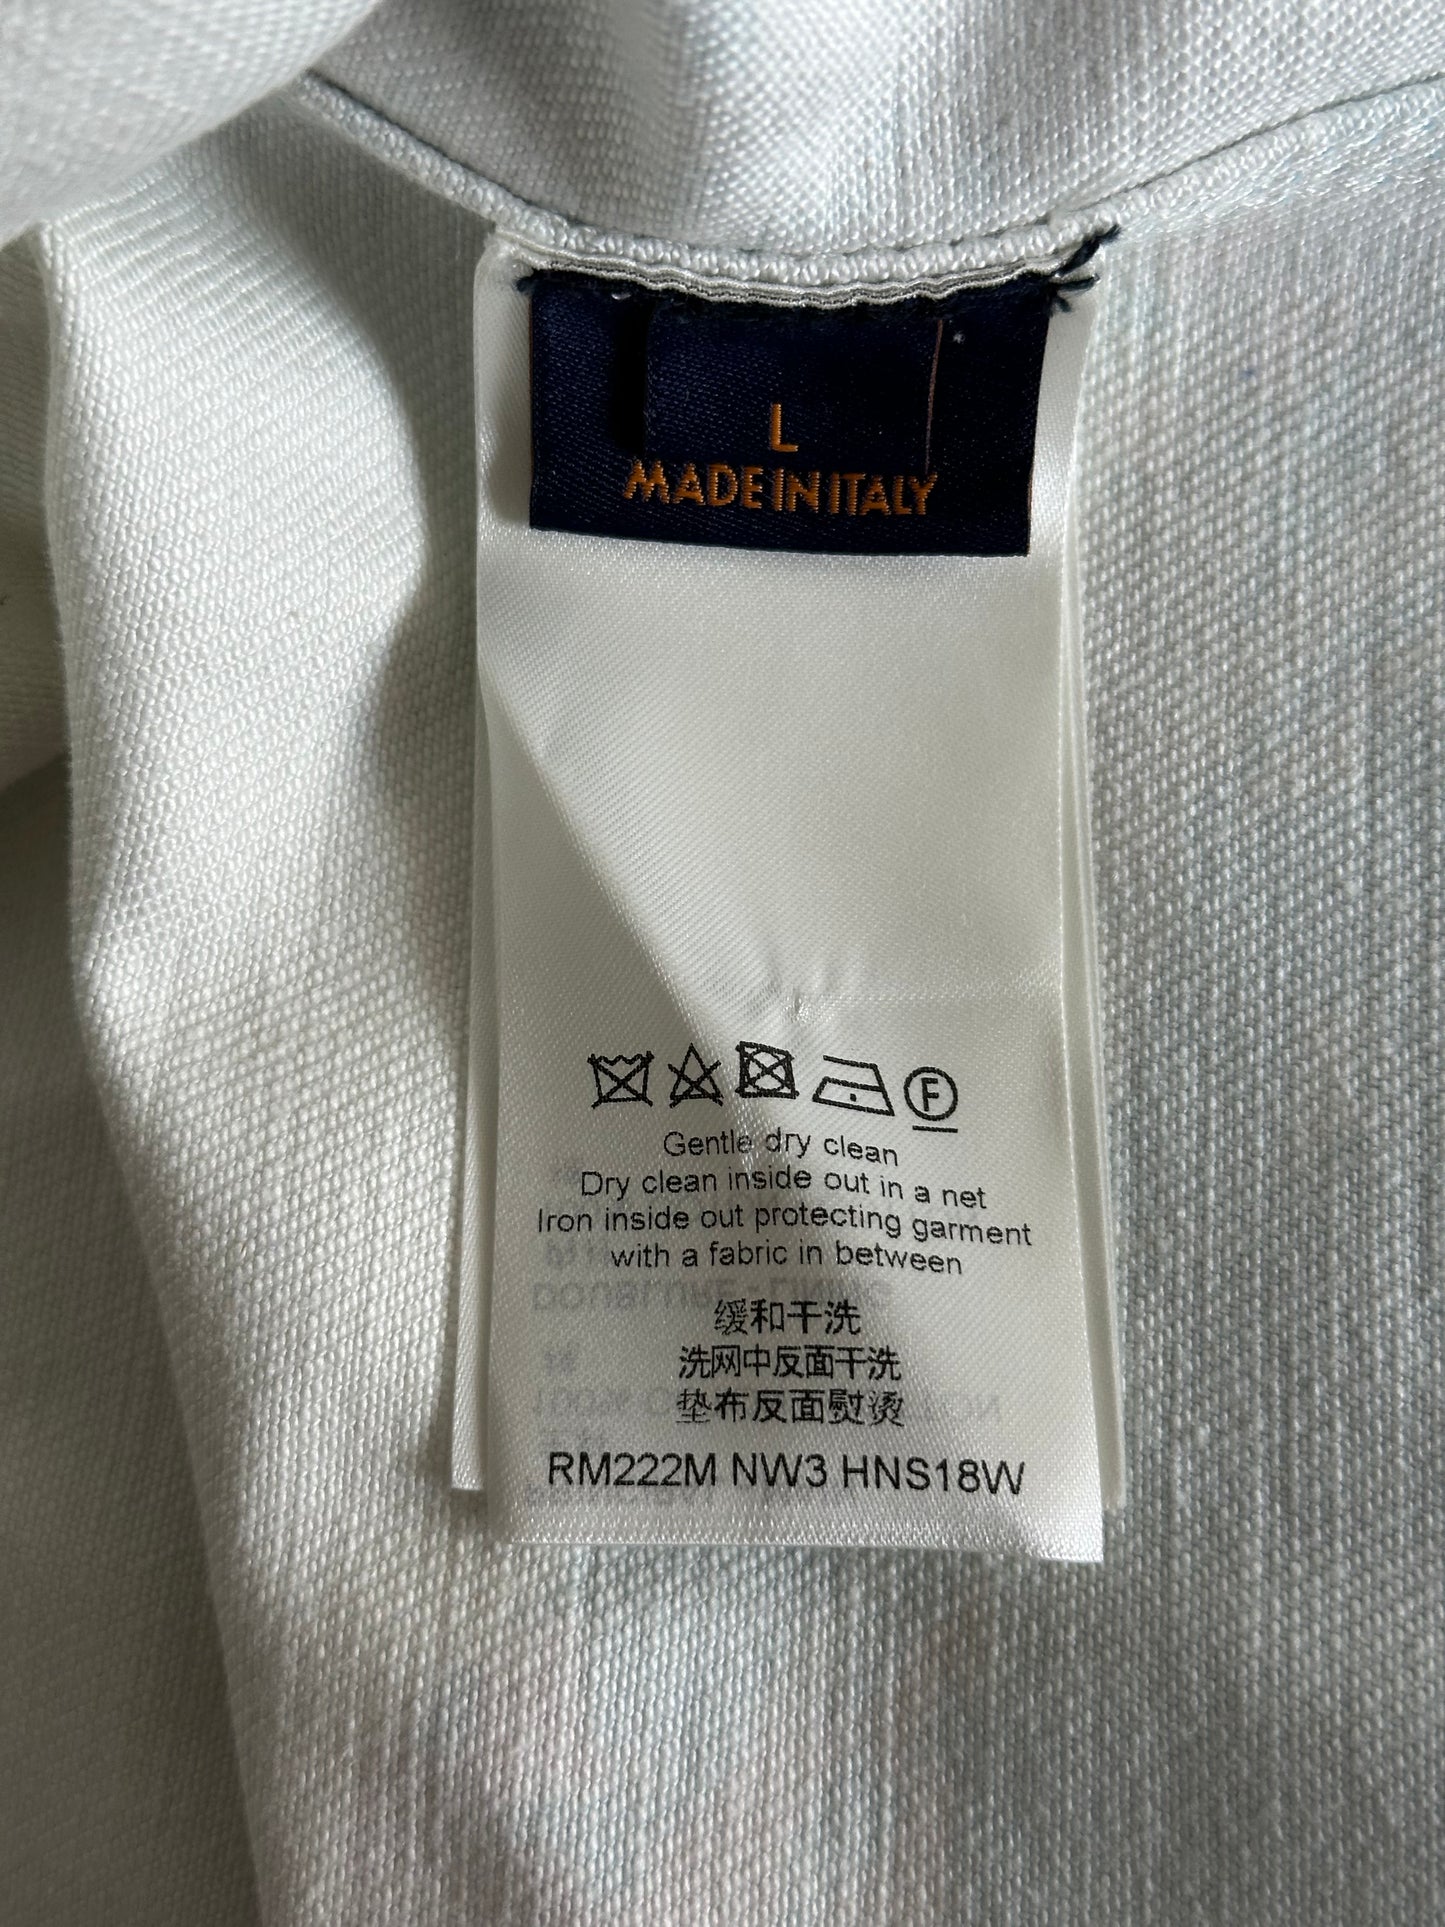 L
MADE IN ITALY
F
Gentle dry clean
Dry clean inside out in a net
Iron inside out protecting garment
with a fabric in between
缓和干洗
洗网中反面干洗
垫布反面熨烫
RM222M NW3 HNS18W